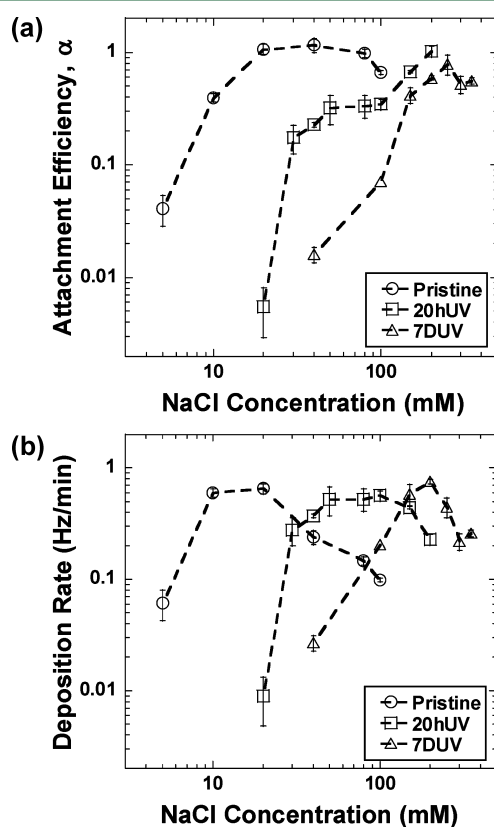 (a)
Attachment Efficiency, α
1
0.1
0.01
10
100
NaCl Concentration (mM)
Pristine
20hUV
7DUV
(b)
Deposition Rate (Hz/min)
1
0.1
0.01
10
100
NaCl Concentration (mM)
Pristine
20hUV
7DUV